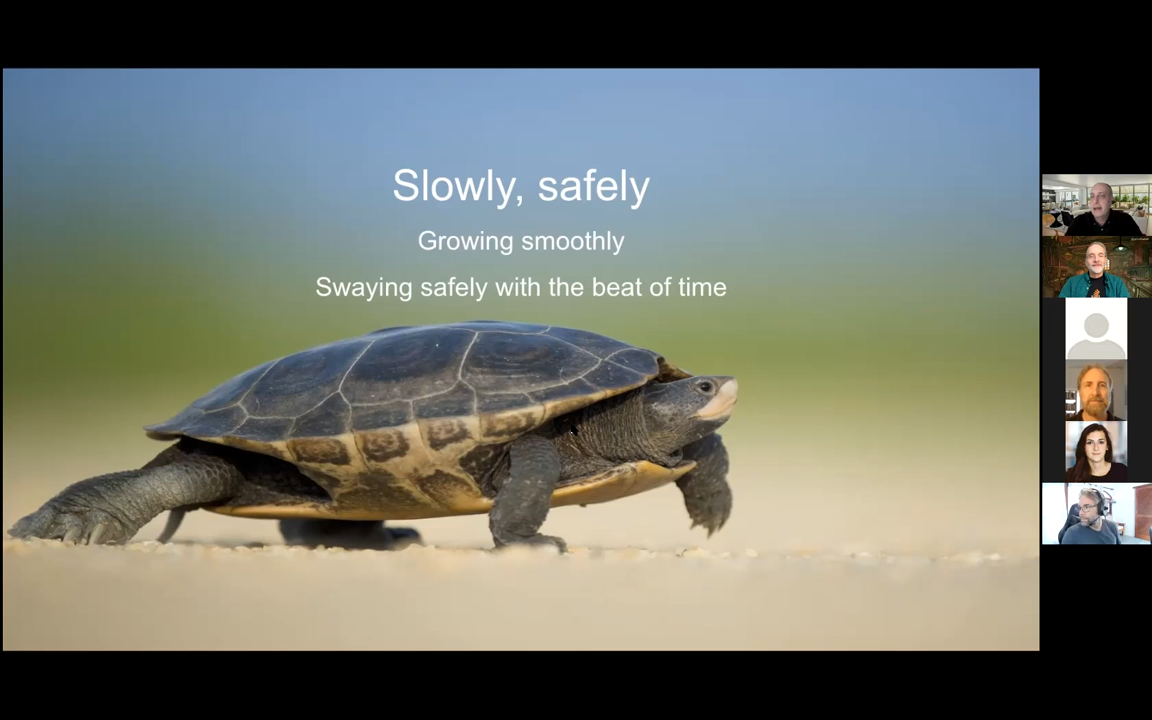 Slowly, safely
Growing smoothly
Swaying safely with the beat of time